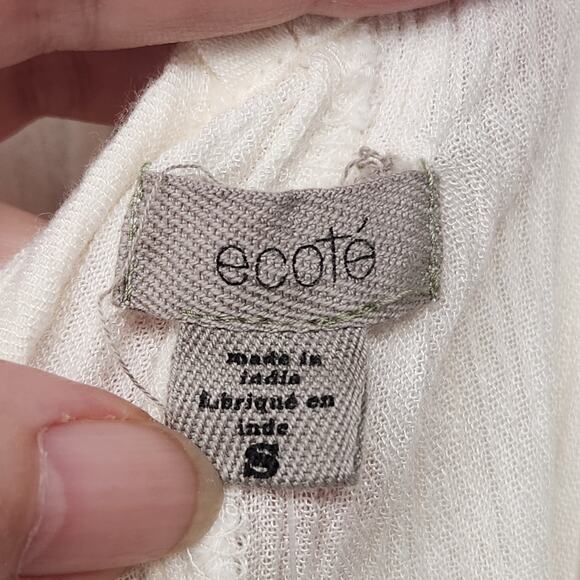 ecoté
made in
india
fabriqué en
inde
S